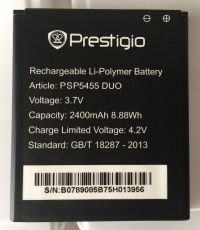 Prestigio
Rechargeable Li-Polymer Battery
Article: PSP5455 DUO
Voltage: 3.7V
Capacity: 2400mAh 8.88Wh
Charge Limited Voltage: 4.2V
Standard: GB/T 18287 - 2013
S/N:B0789085B75H013956